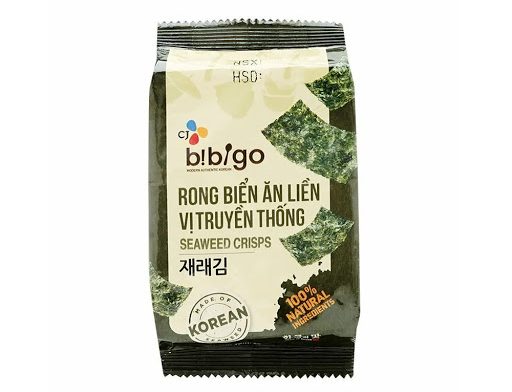 NSX:
HSD:
CJ
b!b!go
MODERN AUTHENTIC KOREAN
RONG BIỂN ĂN LIỀN
VỊ TRUYỀN THỐNG
SEAWEED CRISPS
재래김
MADE OF
KOREAN
SEAWEED
100%
NATURAL
INGREDIENTS